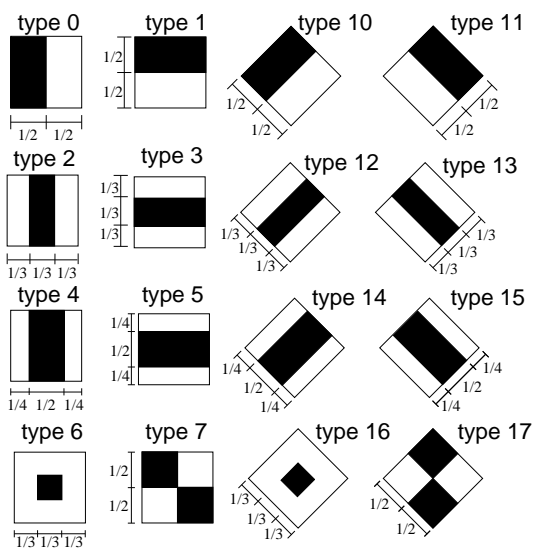 type 0
type 1
type 10
type 11
1/2
1/2
1/2
1/2
1/2
1/2
1/2
1/2
type 2
type 3
type 12
type 13
1/3
1/3
1/3
1/3
1/3
1/3
1/3
1/3
1/3
1/3
1/3
1/3
type 4
type 5
type 14
type 15
1/4
1/2
1/4
1/4
1/2
1/4
1/4
1/2
1/4
1/4
1/2
1/4
type 6
type 7
type 16
type 17
1/3
1/3
1/3
1/2
1/2
1/3
1/3
1/3
1/2
1/2